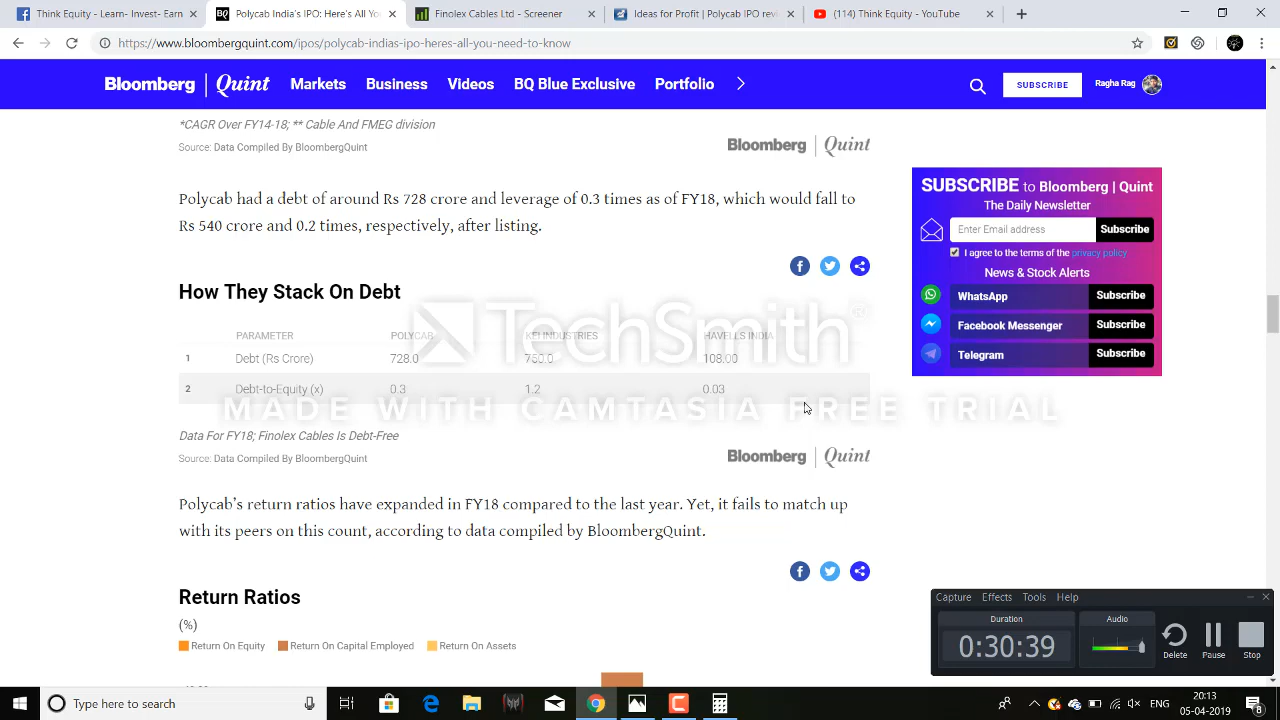 Think Equity - Facebook
BQ India's IPO: Here's All Yo
Finolex Cables Ltd - Screener
Ideas For Profit | Polycab IPO revi
(114) Think Equity - YouTube
https://www.bloombergquint.com/ipos/polycab-indias-ipo-heres-all-you-need-to-know
Bloomberg | Quint Markets Business Videos BQ Blue Exclusive Portfolio SUBSCRIBE Ragha Rag
*CAGR Over FY14-18; ** Cable And FMEG division
Source: Data Compiled By BloombergQuint
Bloomberg | Quint
Polycab had a debt of around Rs 728 crore and leverage of 0.3 times as of FY18, which would fall to
Rs 540 crore and 0.2 times, respectively, after listing.
How They Stack On Debt
PARAMETER POLYCAB KEI INDUSTRIES HAVELLS INDIA
1 Debt (Rs Crore) 728.0 750.0 108.00
2 Debt-to-Equity (x) 0.3 1.2 0.03
TechSmith
MADE WITH CAMTASIA FREE TRIAL
Data For FY18; Finolex Cables Is Debt-Free
Source: Data Compiled By BloombergQuint
Bloomberg | Quint
Polycab’s return ratios have expanded in FY18 compared to the last year. Yet, it fails to match up
with its peers on this count, according to data compiled by BloombergQuint.
Return Ratios
(%)
Return On Equity Return On Capital Employed Return On Assets
SUBSCRIBE to Bloomberg | Quint
The Daily Newsletter
Enter Email address Subscribe
I agree to the terms of the privacy policy
News & Stock Alerts
WhatsApp Subscribe
Facebook Messenger Subscribe
Telegram Subscribe
Capture Effects Tools Help
Duration Audio
0:30:39
Delete Pause Stop
Type here to search
ENG
20:13
05-04-2019
8